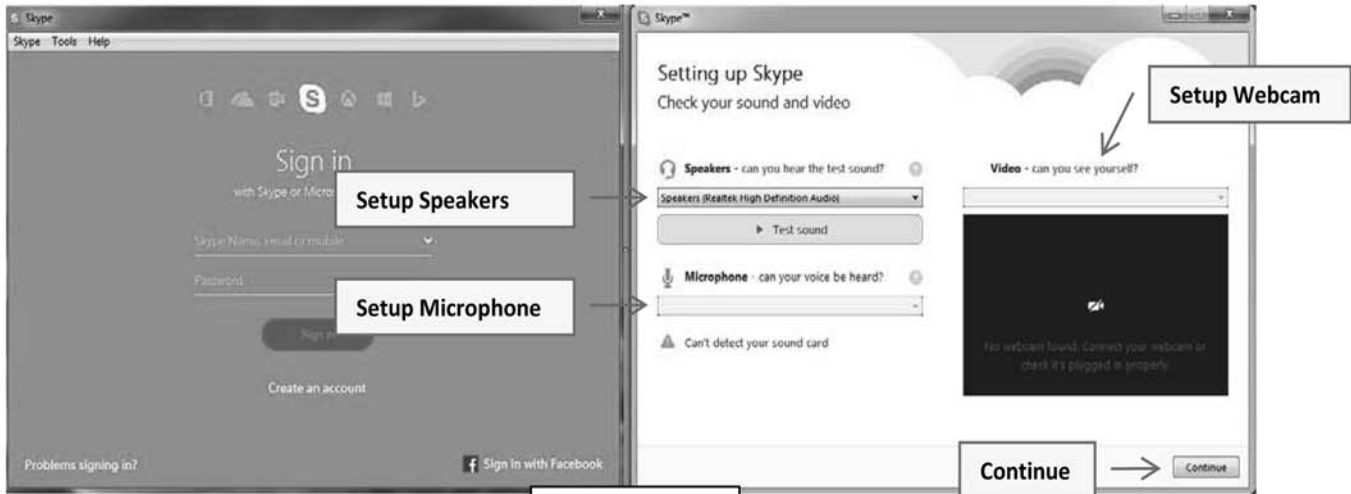 Skype
Skype Tools Help
S
Sign in
with Skype or Micros
Skype Name, email or mobile
Password
Sign in
Create an account
Problems signing in?
f Sign in with Facebook
Setup Speakers
Setup Microphone
Skype™
Setting up Skype
Check your sound and video
Setup Webcam
Speakers - can you hear the test sound?
Speakers (Realtek High Definition Audio)
Test sound
Microphone - can your voice be heard?
Can't detect your sound card
Video - can you see yourself?
No webcam found. Connect your webcam or
check it's plugged in properly.
Continue
Continue